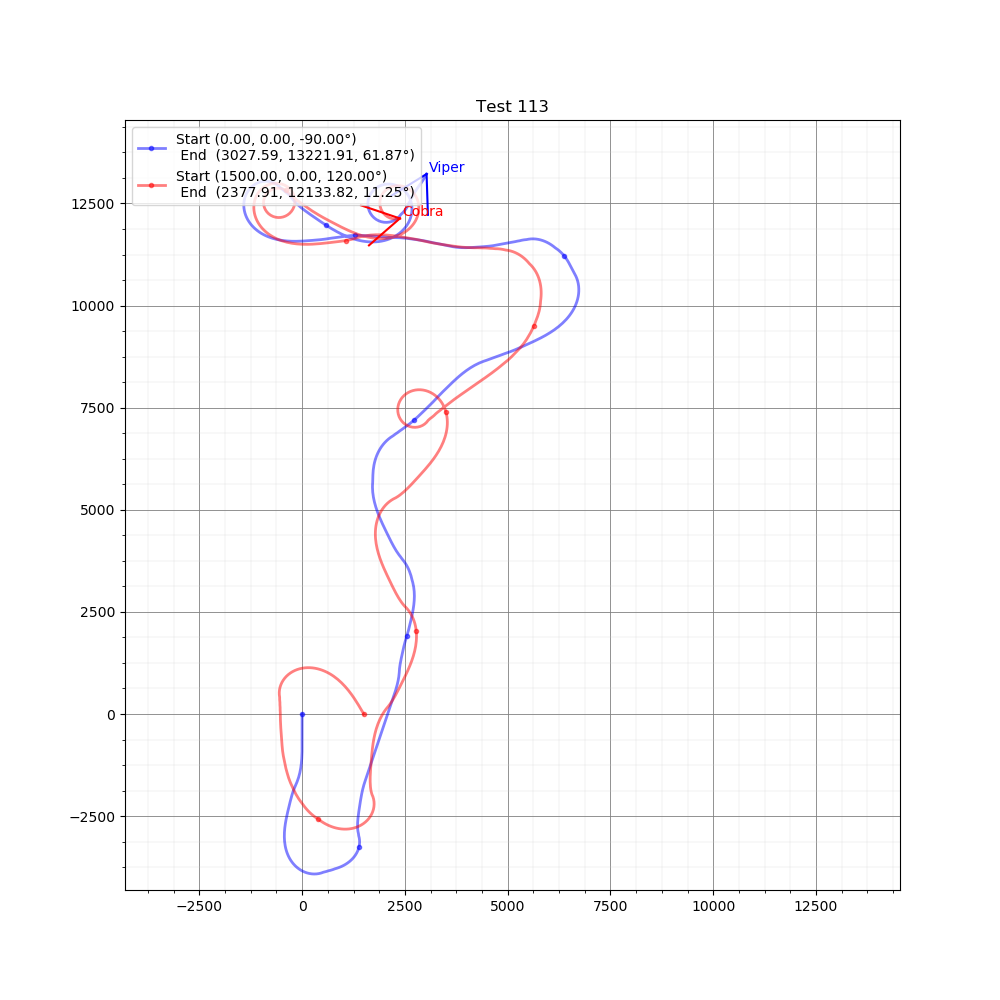 Test 113
Start (0.00, 0.00, -90.00°)
End  (3027.59, 13221.91, 61.87°)
Start (1500.00, 0.00, 120.00°)
End  (2377.91, 12133.82, 11.25°)
Viper
Cobra
12500
10000
7500
5000
2500
0
−2500
−2500
0
2500
5000
7500
10000
12500